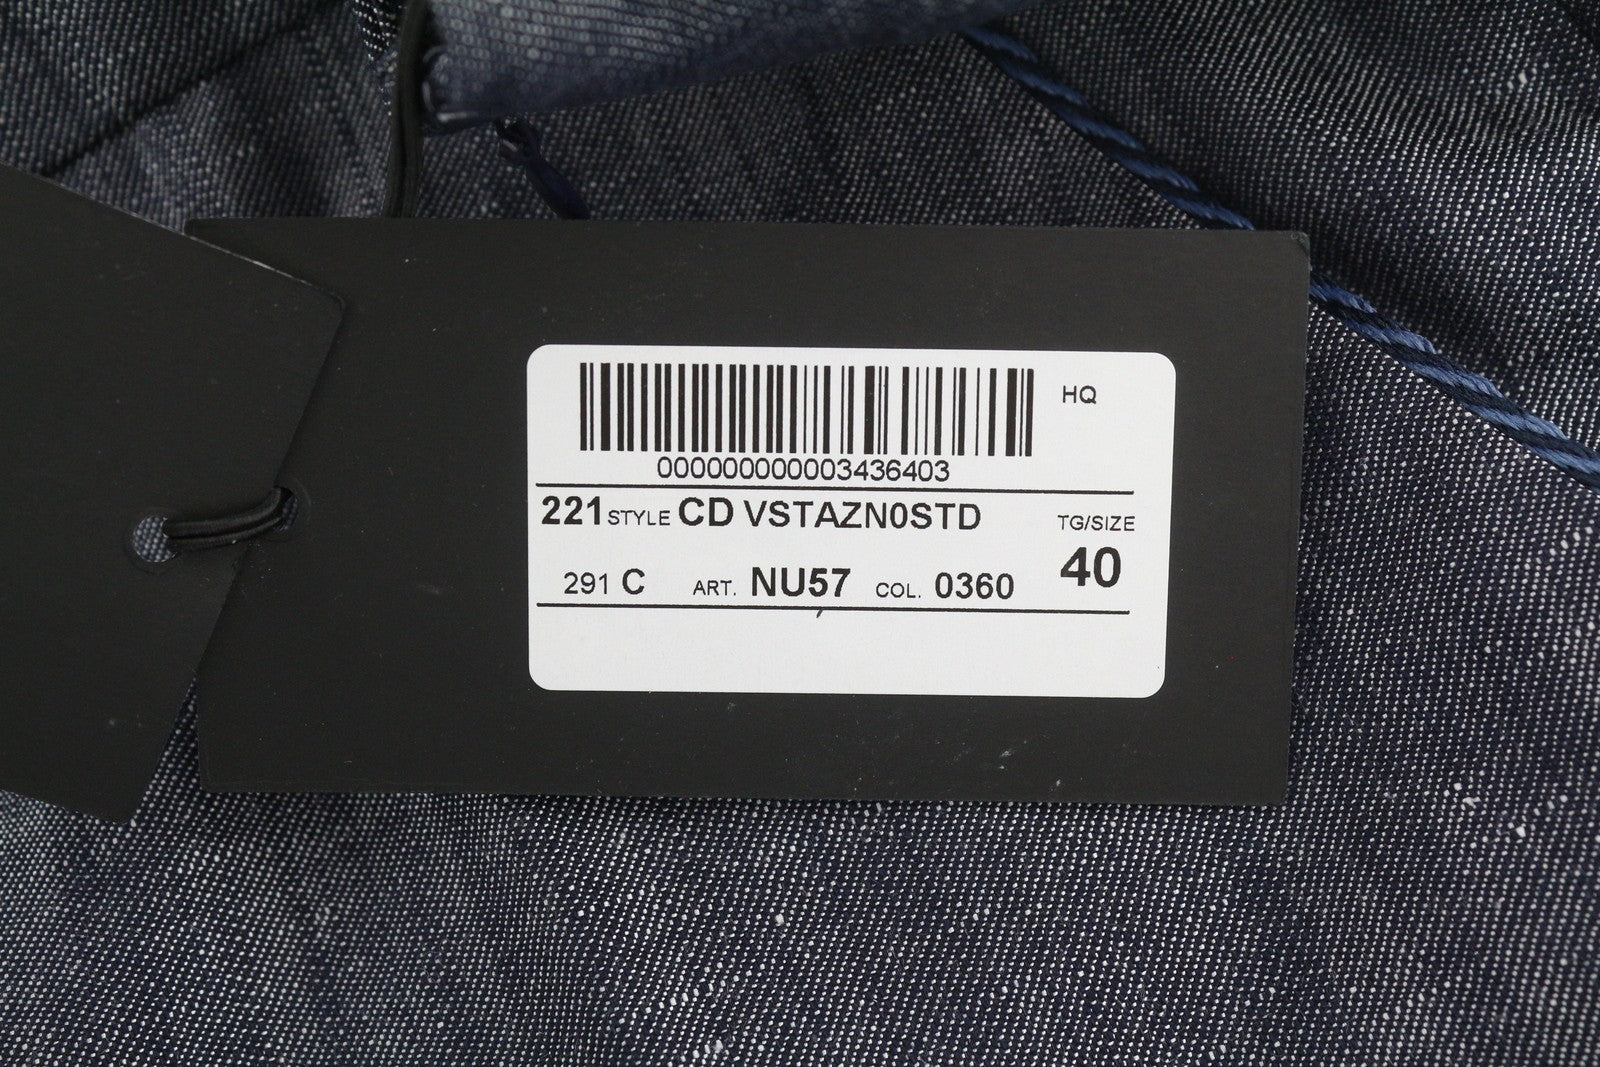 HQ
000000000003436403
221 STYLE CD VSTAZN0STD
TG/SIZE
291 C ART. NU57 COL. 0360
40